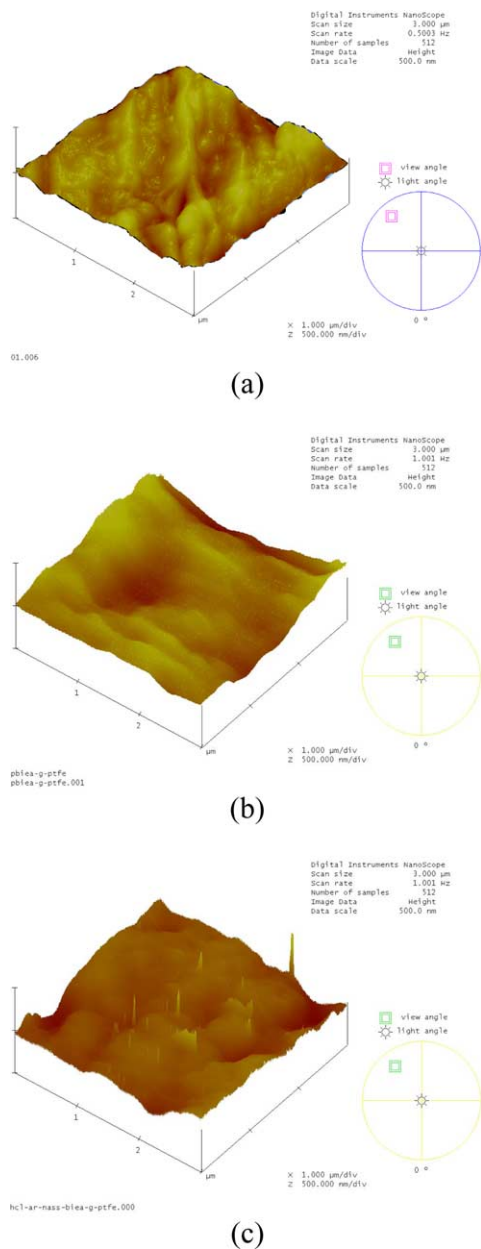 Digital Instruments NanoScope
Scan size 3.000 µm
Scan rate 0.5003 Hz
Number of samples 512
Image Data Height
Data scale 500.0 nm
view angle
light angle
1
2
µm
0 º
X 1.000 µm/div
Z 500.000 nm/div
01.006
(a)
Digital Instruments NanoScope
Scan size 3.000 µm
Scan rate 1.001 Hz
Number of samples 512
Image Data Height
Data scale 500.0 nm
view angle
light angle
1
2
µm
0 º
X 1.000 µm/div
Z 500.000 nm/div
pbiea-g-ptfe
pbiea-g-ptfe.001
(b)
Digital Instruments NanoScope
Scan size 3.000 µm
Scan rate 1.001 Hz
Number of samples 512
Image Data Height
Data scale 500.0 nm
view angle
light angle
1
2
µm
0 º
X 1.000 µm/div
Z 500.000 nm/div
hcl-ar-nass-biea-g-ptfe.000
(c)